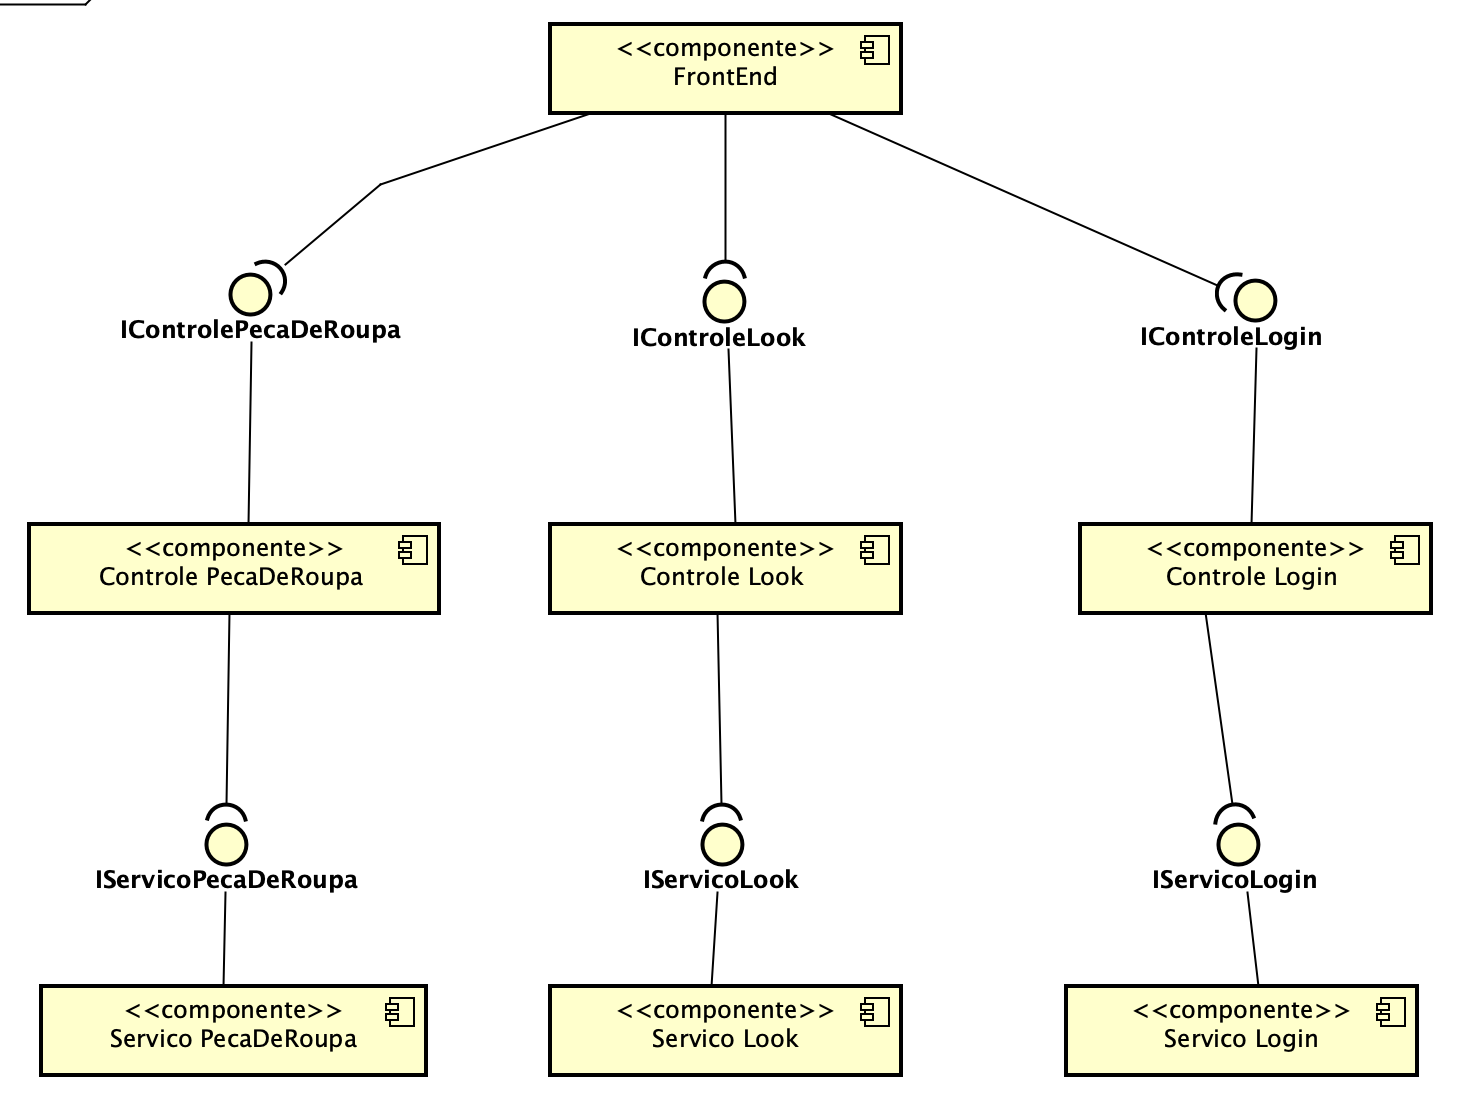 <<componente>>
FrontEnd
IControlePecaDeRoupa
IControleLook
IControleLogin
<<componente>>
Controle PecaDeRoupa
<<componente>>
Controle Look
<<componente>>
Controle Login
IServicoPecaDeRoupa
IServicoLook
IServicoLogin
<<componente>>
Servico PecaDeRoupa
<<componente>>
Servico Look
<<componente>>
Servico Login